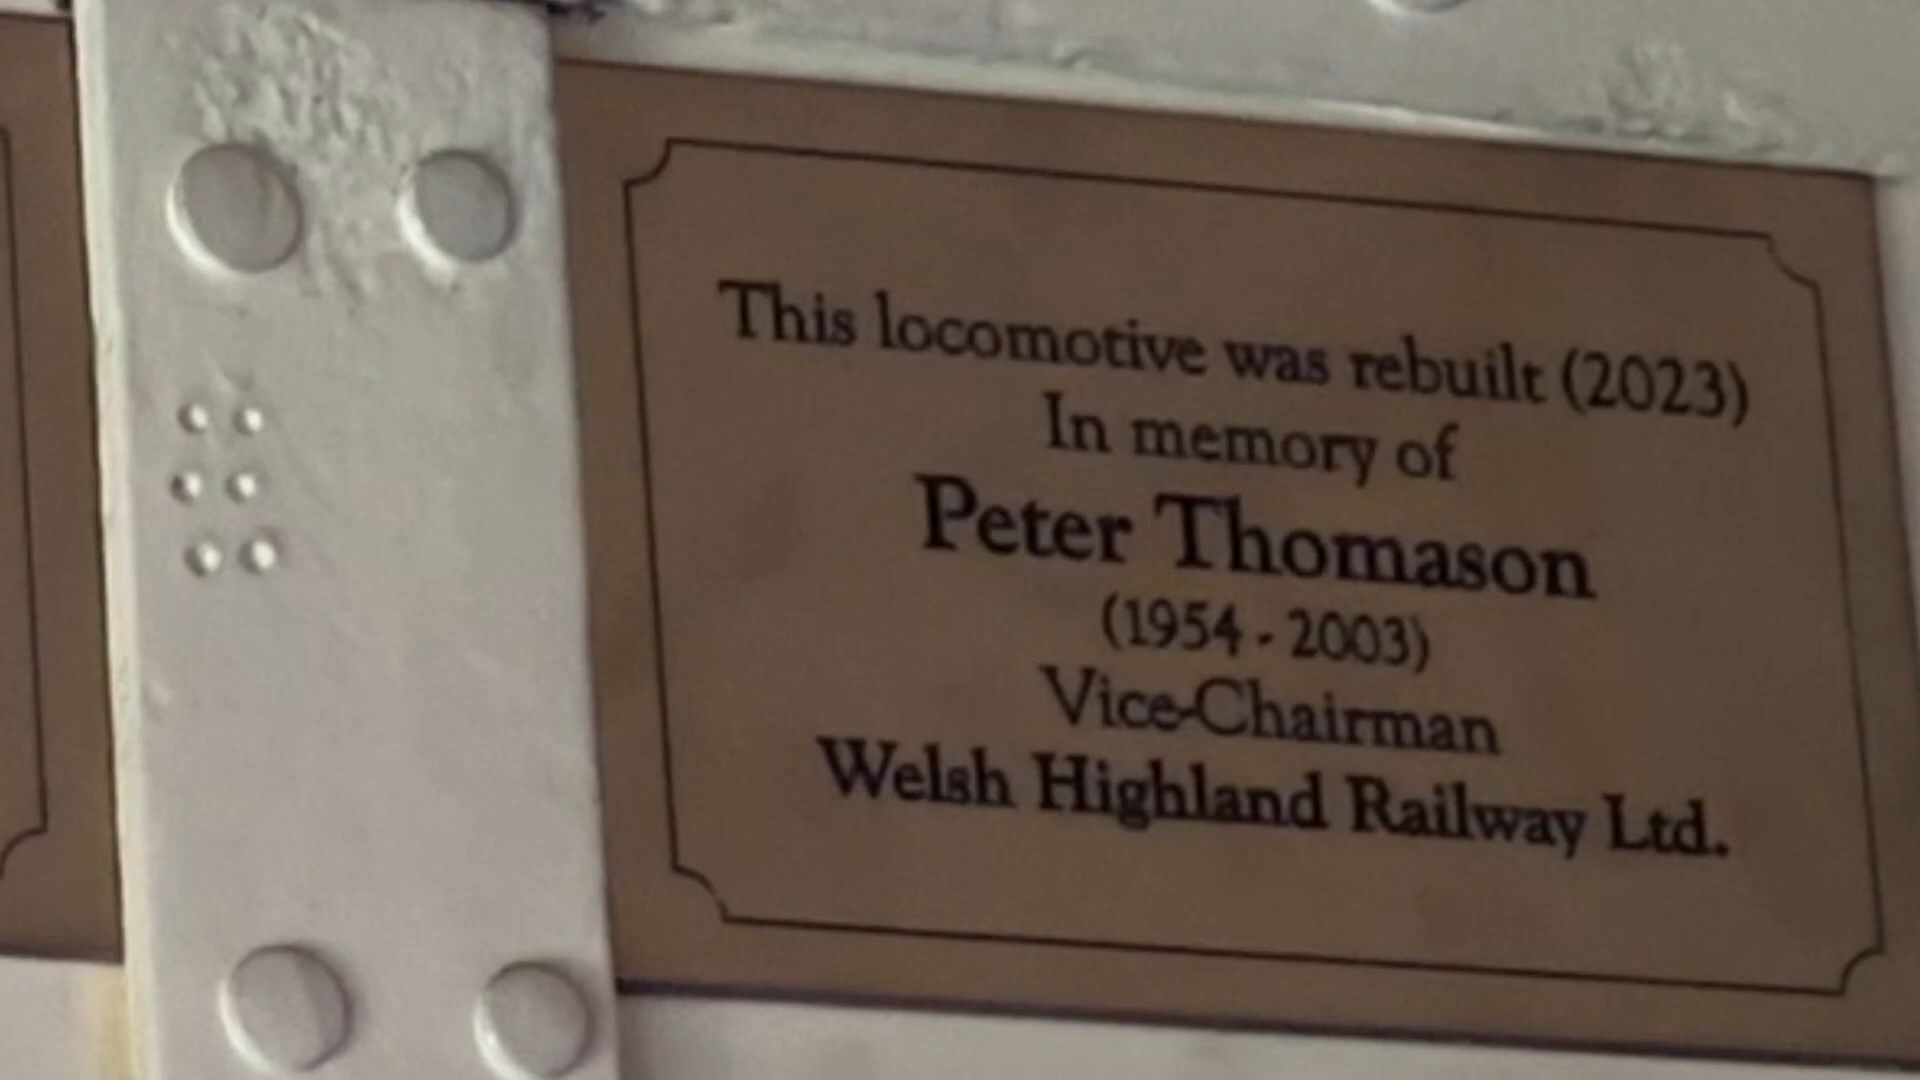 This locomotive was rebuilt (2023)
In memory of
Peter Thomason
(1954 - 2003)
Vice-Chairman
Welsh Highland Railway Ltd.